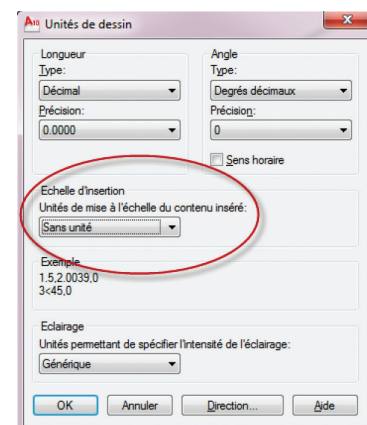 A10 Unités de dessin
Longueur
Type:
Décimal
Précision:
0.0000
Angle
Type:
Degrés décimaux
Précision:
0
Sens horaire
Echelle d'insertion
Unités de mise à l'échelle du contenu inséré:
Sans unité
Exemple
1.5,2.0039,0
3<45,0
Eclairage
Unités permettant de spécifier l'intensité de l'éclairage:
Générique
OK Annuler Direction... Aide